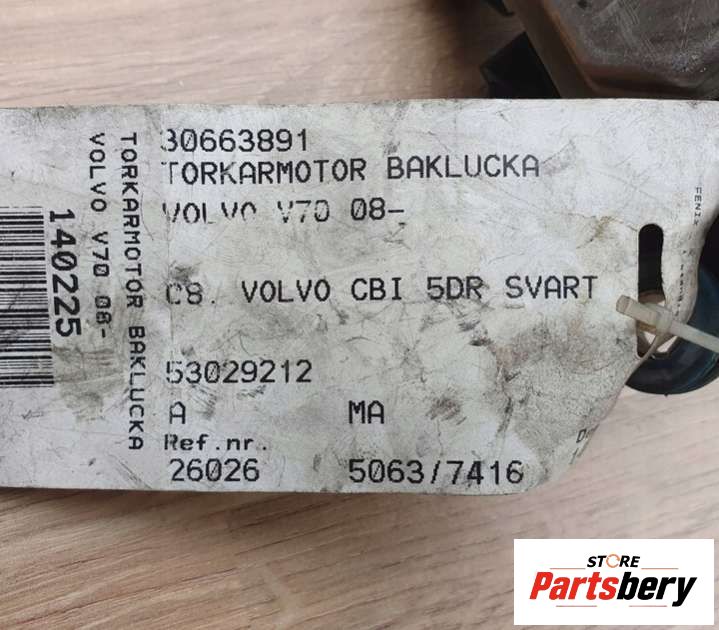 30663891
TORKARMOTOR BAKLUCKA
VOLVO V70 08-
C8. VOLVO CBI 5DR SVART
53029212
A MA
Ref.nr.
26026 5063/7416
TORKARMOTOR BAKLUCKA
VOLVO V70 08-
140225
FENIX
STORE
Partsbery